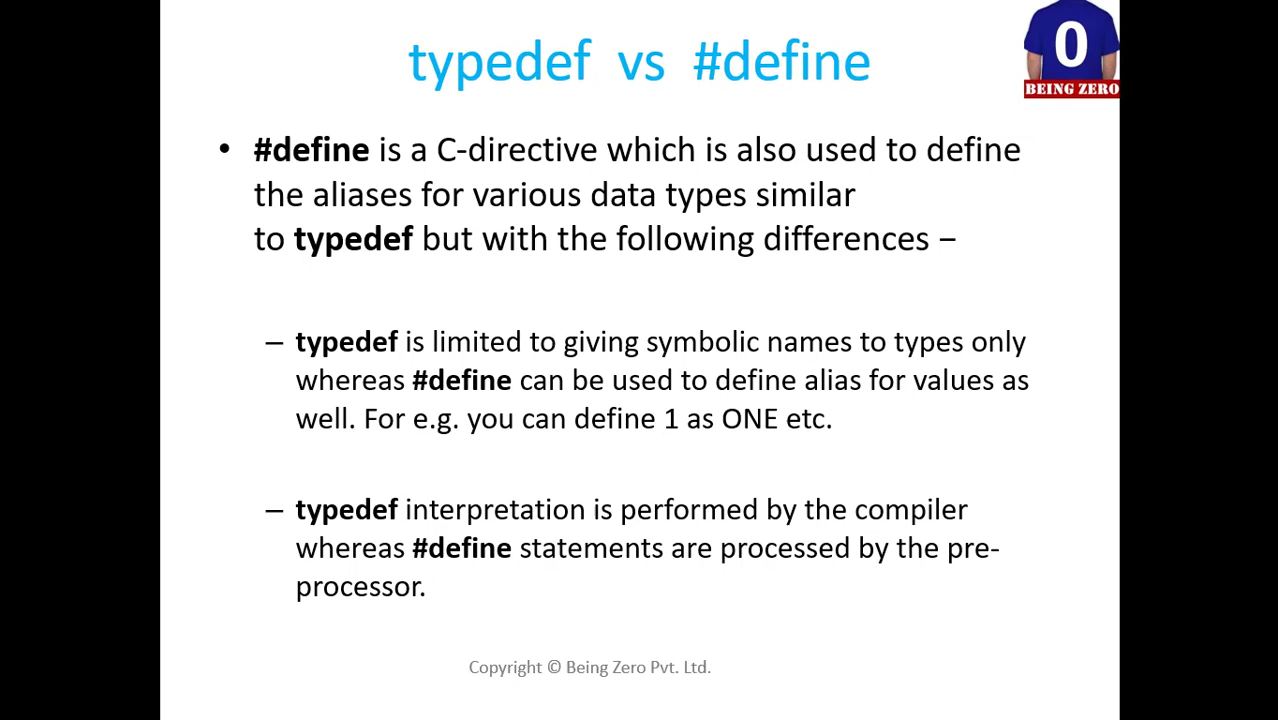 typedef vs #define
0
BEING ZERO
• #define is a C-directive which is also used to define
the aliases for various data types similar
to typedef but with the following differences −
– typedef is limited to giving symbolic names to types only
whereas #define can be used to define alias for values as
well. For e.g. you can define 1 as ONE etc.
– typedef interpretation is performed by the compiler
whereas #define statements are processed by the pre-
processor.
Copyright © Being Zero Pvt. Ltd.